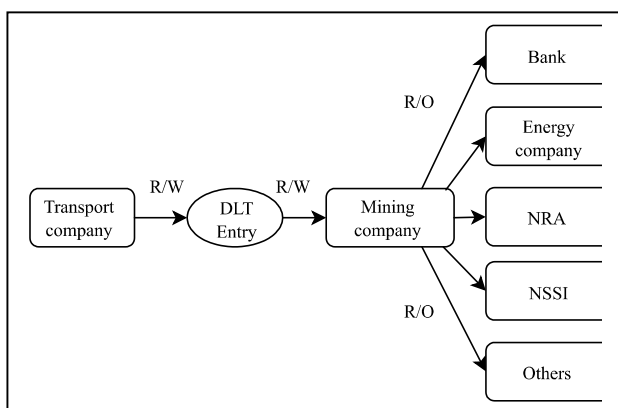 Transport
company
R/W
DLT
Entry
R/W
Mining
company
R/O
R/O
Bank
Energy
company
NRA
NSSI
Others